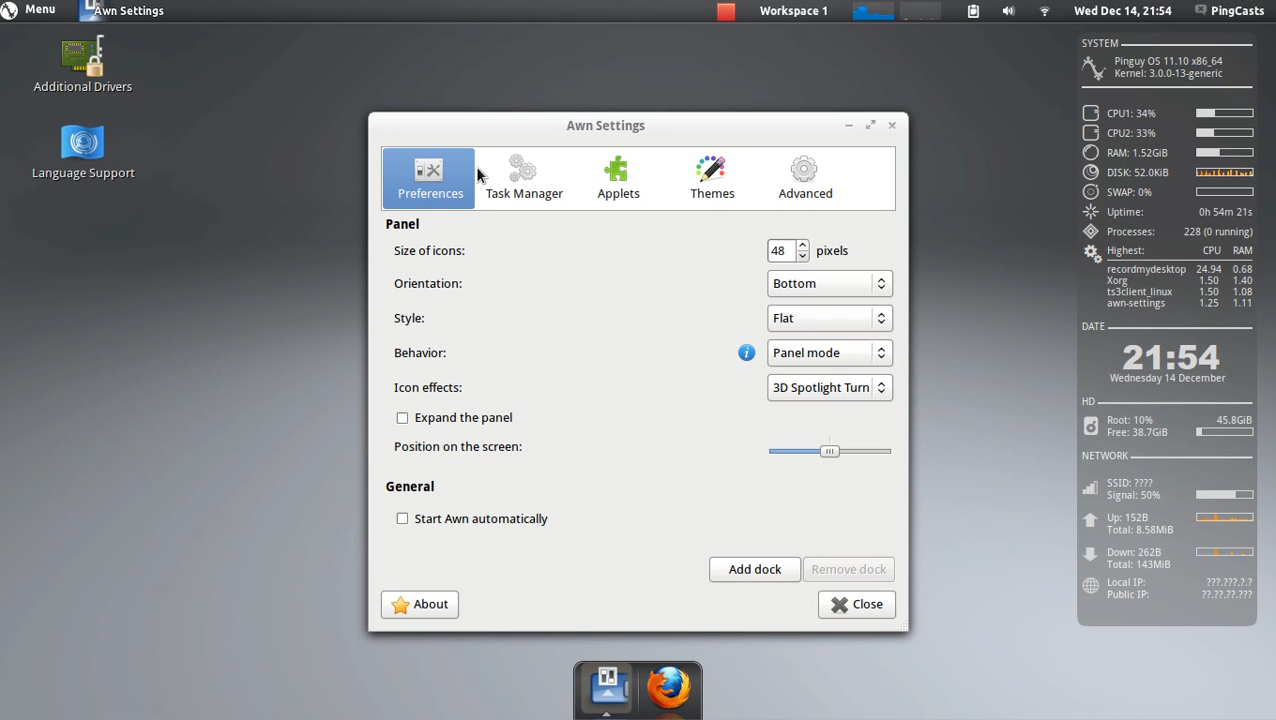 Menu
Awn Settings
Workspace 1
Wed Dec 14, 21:54
PingCasts
Additional Drivers
Language Support
Awn Settings
Preferences
Task Manager
Applets
Themes
Advanced
Panel
Size of icons:
48 pixels
Orientation:
Bottom
Style:
Flat
Behavior:
Panel mode
Icon effects:
3D Spotlight Turn
Expand the panel
Position on the screen:
General
Start Awn automatically
Add dock
Remove dock
About
Close
SYSTEM
Pinguy OS 11.10 x86_64
Kernel: 3.0.0-13-generic
CPU1: 34%
CPU2: 33%
RAM: 1.52GiB
DISK: 52.0KiB
SWAP: 0%
Uptime: 0h 54m 21s
Processes: 228 (0 running)
Highest: CPU RAM
recordmydesktop 24.94 0.68
Xorg 1.50 1.40
ts3client_linux 1.50 1.08
awn-settings 1.25 1.11
DATE
21:54
Wednesday 14 December
HD
Root: 10% 45.8GiB
Free: 38.7GiB
NETWORK
SSID: ????
Signal: 50%
Up: 152B
Total: 8.58MiB
Down: 262B
Total: 143MiB
Local IP: ???.???.?.?
Public IP: ??.??.??.???